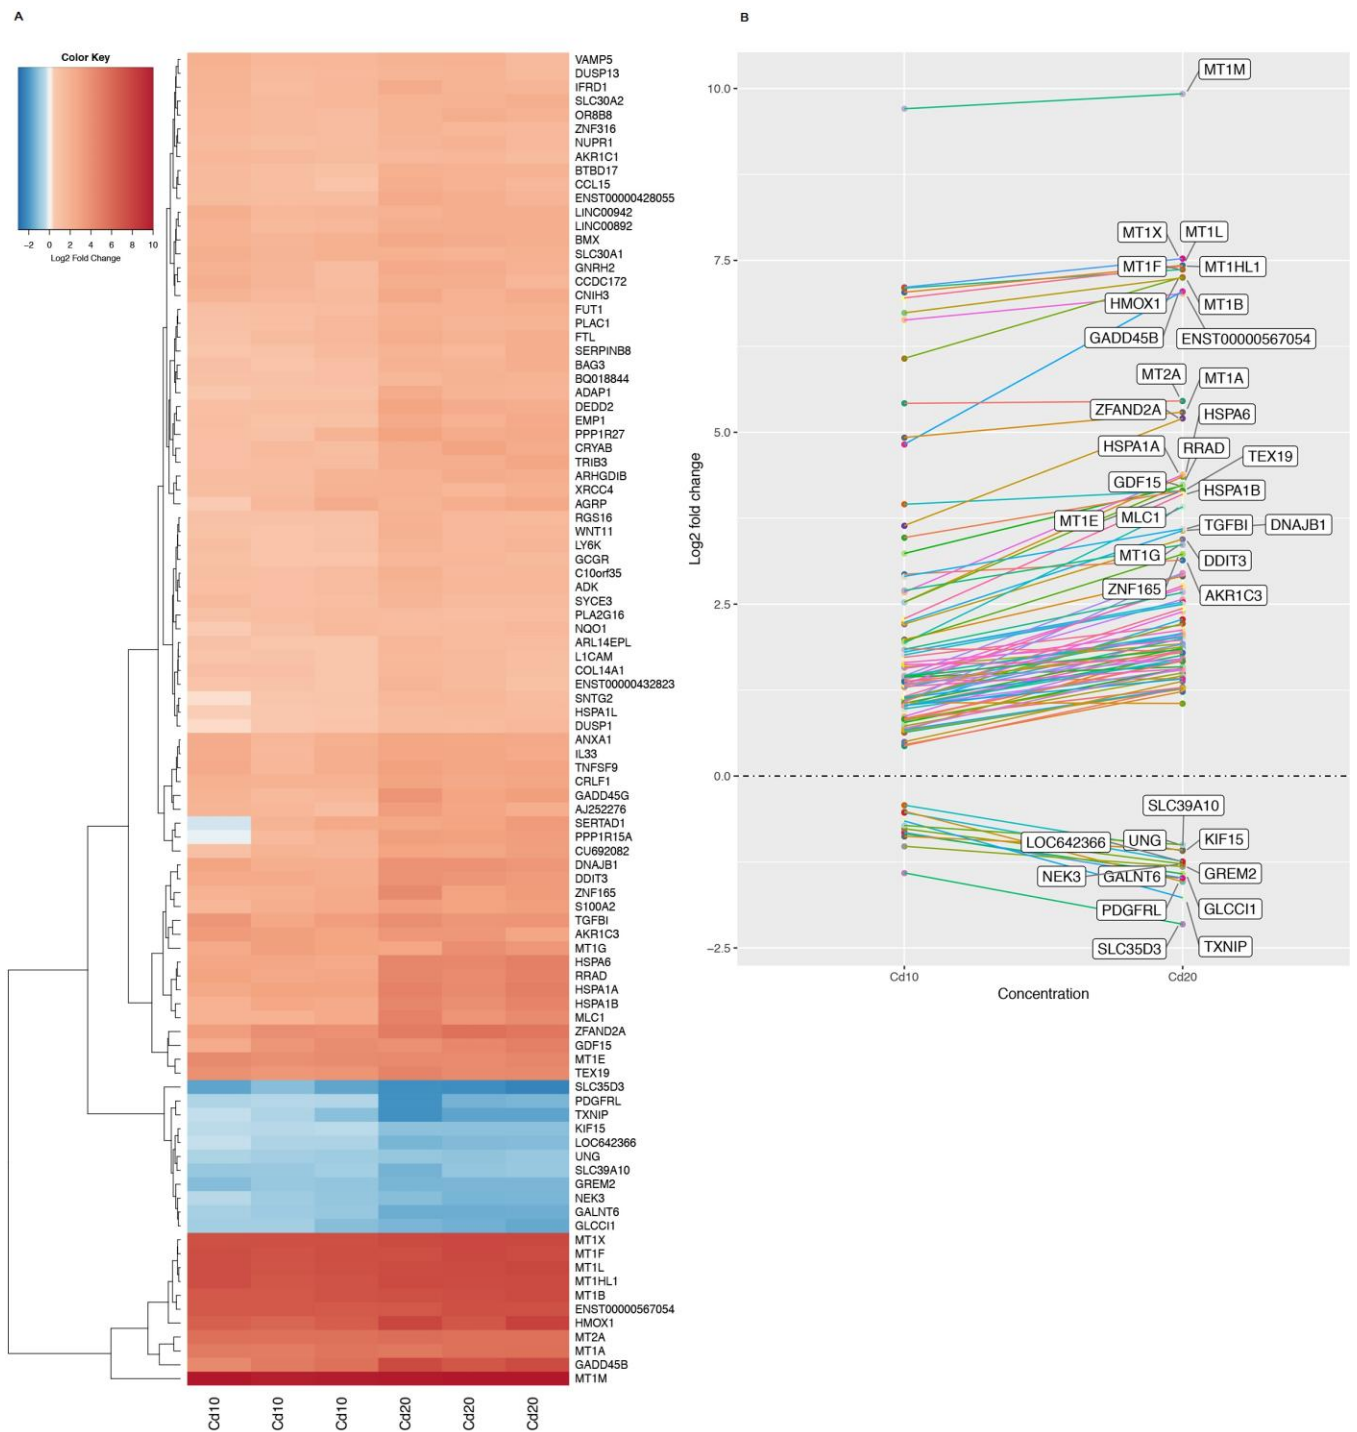 A
Color Key
−2 0 2 4 6 8 10
Log2 Fold Change
VAMP5
DUSP13
IFRD1
SLC30A2
OR8B8
ZNF316
NUPR1
AKR1C1
BTBD17
CCL15
ENST00000428055
LINC00942
LINC00892
BMX
SLC30A1
GNRH2
CCDC172
CNIH3
FUT1
PLAC1
FTL
SERPINB8
BAG3
BQ018844
ADAP1
DEDD2
EMP1
PPP1R27
CRYAB
TRIB3
ARHGDIB
XRCC4
AGRP
RGS16
WNT11
LY6K
GCGR
C10orf35
ADK
SYCE3
PLA2G16
NQO1
ARL14EPL
L1CAM
COL14A1
ENST00000432823
SNTG2
HSPA1L
DUSP1
ANXA1
IL33
TNFSF9
CRLF1
GADD45G
AJ252276
SERTAD1
PPP1R15A
CU692082
DNAJB1
DDIT3
ZNF165
S100A2
TGFBI
AKR1C3
MT1G
HSPA6
RRAD
HSPA1A
HSPA1B
MLC1
ZFAND2A
GDF15
MT1E
TEX19
SLC35D3
PDGFRL
TXNIP
KIF15
LOC642366
UNG
SLC39A10
GREM2
NEK3
GALNT6
GLCCI1
MT1X
MT1F
MT1L
MT1HL1
MT1B
ENST00000567054
HMOX1
MT2A
MT1A
GADD45B
MT1M
Cd10 Cd10 Cd10 Cd20 Cd20 Cd20
B
Log2 fold change
10.0
7.5
5.0
2.5
0.0
−2.5
MT1M
MT1X MT1L
MT1F MT1HL1
HMOX1 MT1B
GADD45B ENST00000567054
MT2A MT1A
ZFAND2A HSPA6
HSPA1A RRAD TEX19
GDF15 HSPA1B
MT1E MLC1 TGFBI DNAJB1
MT1G DDIT3
ZNF165 AKR1C3
SLC39A10
LOC642366 UNG KIF15
NEK3 GALNT6 GREM2
PDGFRL GLCCI1
SLC35D3 TXNIP
Cd10 Cd20
Concentration